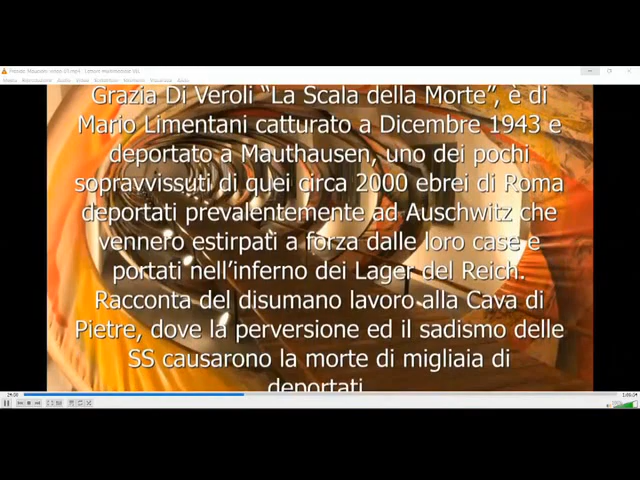 Grazia Di Veroli “La Scala della Morte”, è di
Mario Limentani catturato a Dicembre 1943 e
deportato a Mauthausen, uno dei pochi
sopravvissuti di quei circa 2000 ebrei di Roma
deportati prevalentemente ad Auschwitz che
vennero estirpati a forza dalle loro case e
portati nell’inferno dei Lager del Reich.
Racconta del disumano lavoro alla Cava di
Pietre, dove la perversione ed il sadismo delle
SS causarono la morte di migliaia di
deportati